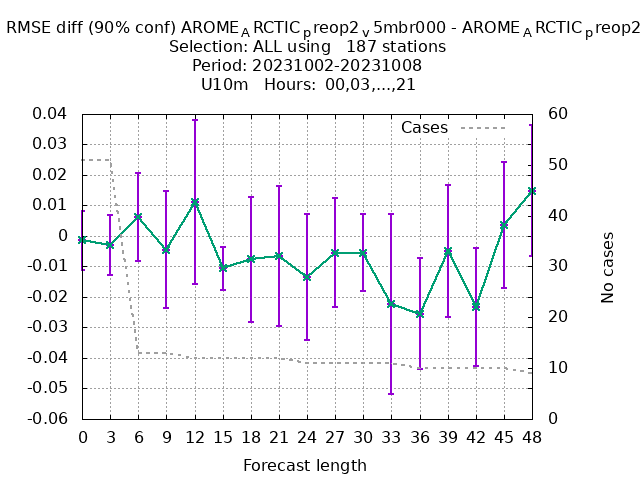 RMSE diff (90% conf) AROME_ARCTIC_preop2_v5mbr000 - AROME_ARCTIC_preop2
Selection: ALL using 187 stations
Period: 20231002-20231008
U10m Hours: 00,03,...,21
Cases
0.04
0.03
0.02
0.01
0
-0.01
-0.02
-0.03
-0.04
-0.05
-0.06
60
50
40
30
20
10
0
No cases
0 3 6 9 12 15 18 21 24 27 30 33 36 39 42 45 48
Forecast length